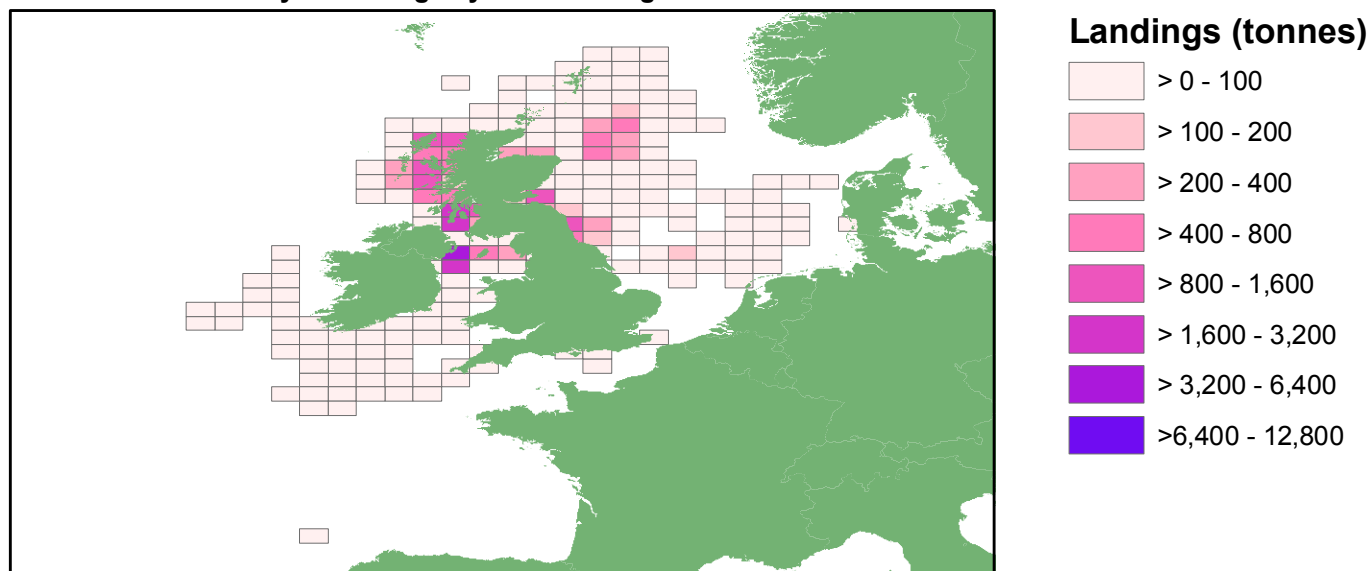 Landings (tonnes)
> 0 - 100
> 100 - 200
> 200 - 400
> 400 - 800
> 800 - 1,600
> 1,600 - 3,200
> 3,200 - 6,400
>6,400 - 12,800